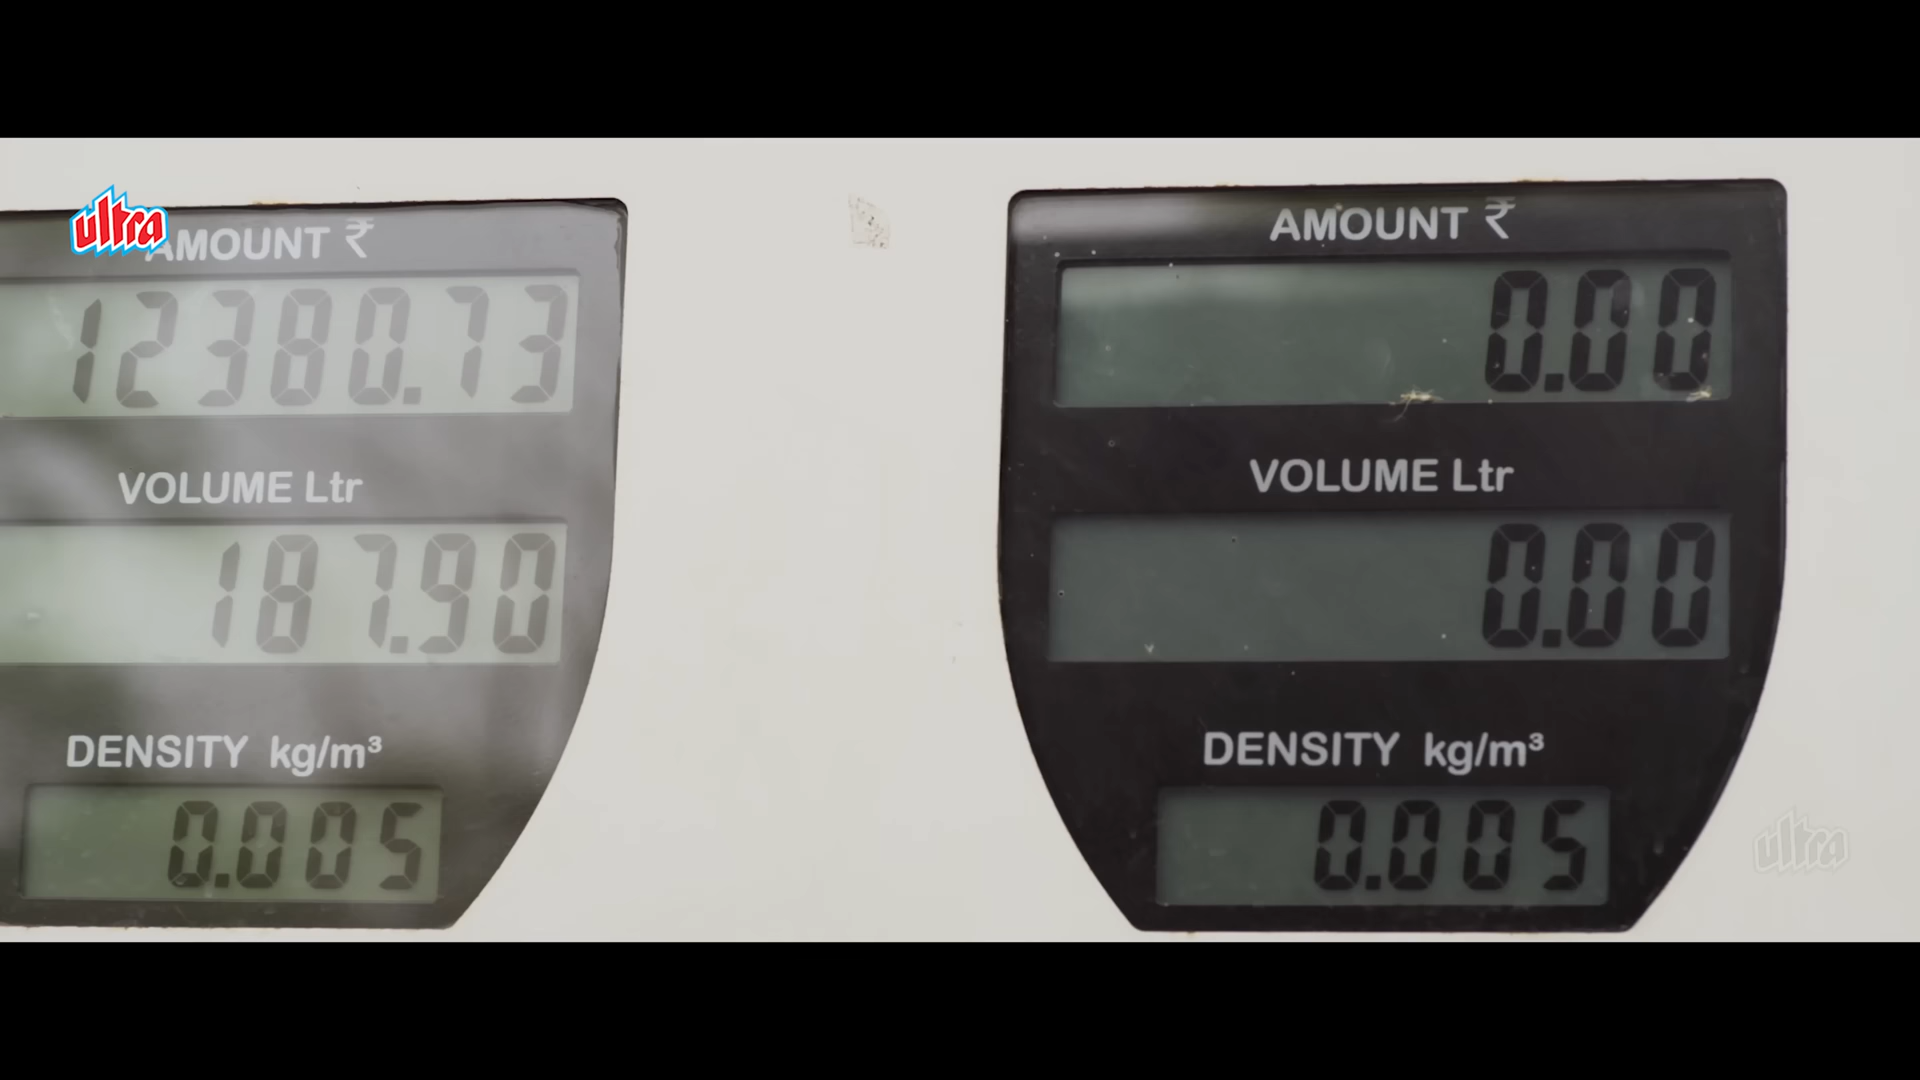 ultra
AMOUNT ₹
12380.73
VOLUME Ltr
187.90
DENSITY kg/m³
0.005
AMOUNT ₹
0.00
VOLUME Ltr
0.00
DENSITY kg/m³
0.005
ultra